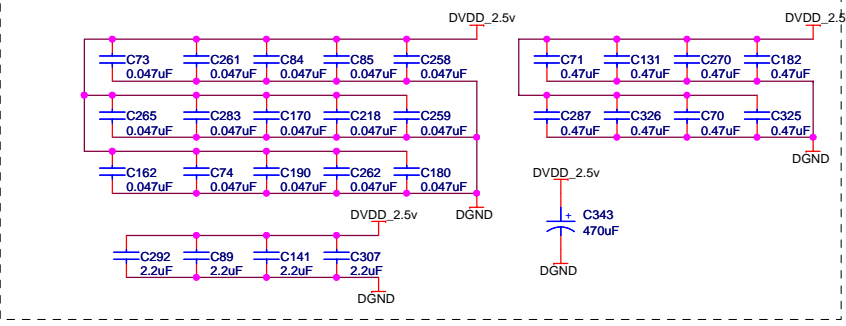 DVDD_2.5v
DVDD_2.5
C73 C261 C84 C85 C258
0.047uF 0.047uF 0.047uF 0.047uF 0.047uF
C71 C131 C270 C182
0.47uF 0.47uF 0.47uF 0.47uF
C265 C283 C170 C218 C259
0.047uF 0.047uF 0.047uF 0.047uF 0.047uF
C287 C326 C70 C325
0.47uF 0.47uF 0.47uF 0.47uF
DGND
C162 C74 C190 C262 C180
0.047uF 0.047uF 0.047uF 0.047uF 0.047uF
DGND
DVDD_2.5v
+
C343
470uF
DGND
DVDD_2.5v
C292 C89 C141 C307
2.2uF 2.2uF 2.2uF 2.2uF
DGND